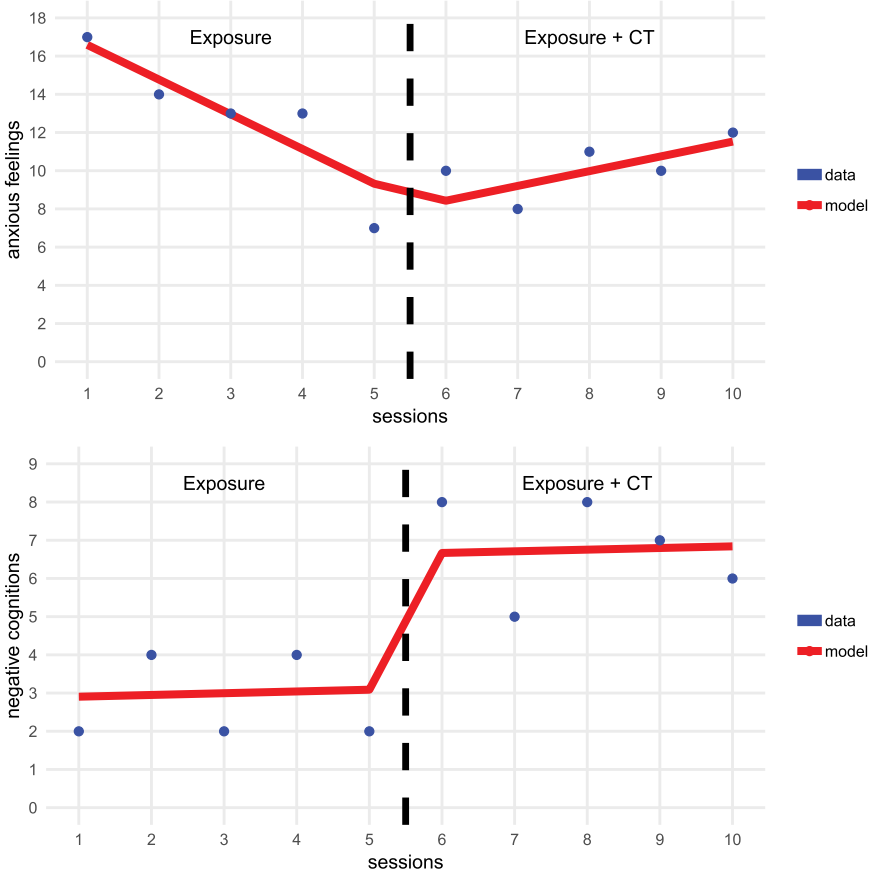 18
Exposure
Exposure + CT
16
14
12
10
8
6
4
2
0
anxious feelings
1 2 3 4 5 6 7 8 9 10
sessions
data
model
9
Exposure
Exposure + CT
8
7
6
5
4
3
2
1
0
negative cognitions
1 2 3 4 5 6 7 8 9 10
sessions
data
model